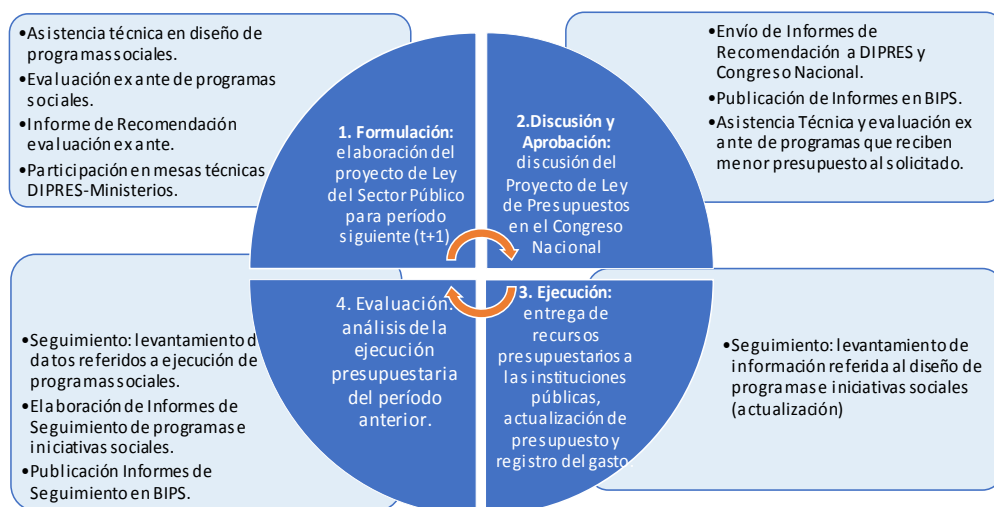 •Asistencia técnica en diseño de
programas sociales.
•Evaluación ex ante de programas
sociales.
•Informe de Recomendación
evaluación ex ante.
•Participación en mesas técnicas
DIPRES-Ministerios.
1. Formulación:
elaboración del
proyecto de Ley
del Sector Público
para período
siguiente (t+1)
2.Discusión y
Aprobación:
discusión del
Proyecto de Ley
de Presupuestos
en el Congreso
Nacional
•Envío de Informes de
Recomendación a DIPRES y
Congreso Nacional.
•Publicación de Informes en BIPS.
•Asistencia Técnica y evaluación ex
ante de programas que reciben
menor presupuesto al solicitado.
•Seguimiento: levantamiento d
datos referidos a ejecución de
programas sociales.
•Elaboración de Informes de
Seguimiento de programas e
iniciativas sociales.
•Publicación Informes de
Seguimiento en BIPS.
4. Evaluación:
análisis de la
ejecución
presupuestaria
del período
anterior.
3. Ejecución:
entrega de
recursos
presupuestarios a
las instituciones
públicas,
actualización de
presupuesto y
registro del gasto.
•Seguimiento: levantamiento de
información referida al diseño de
programas e iniciativas sociales
(actualización)